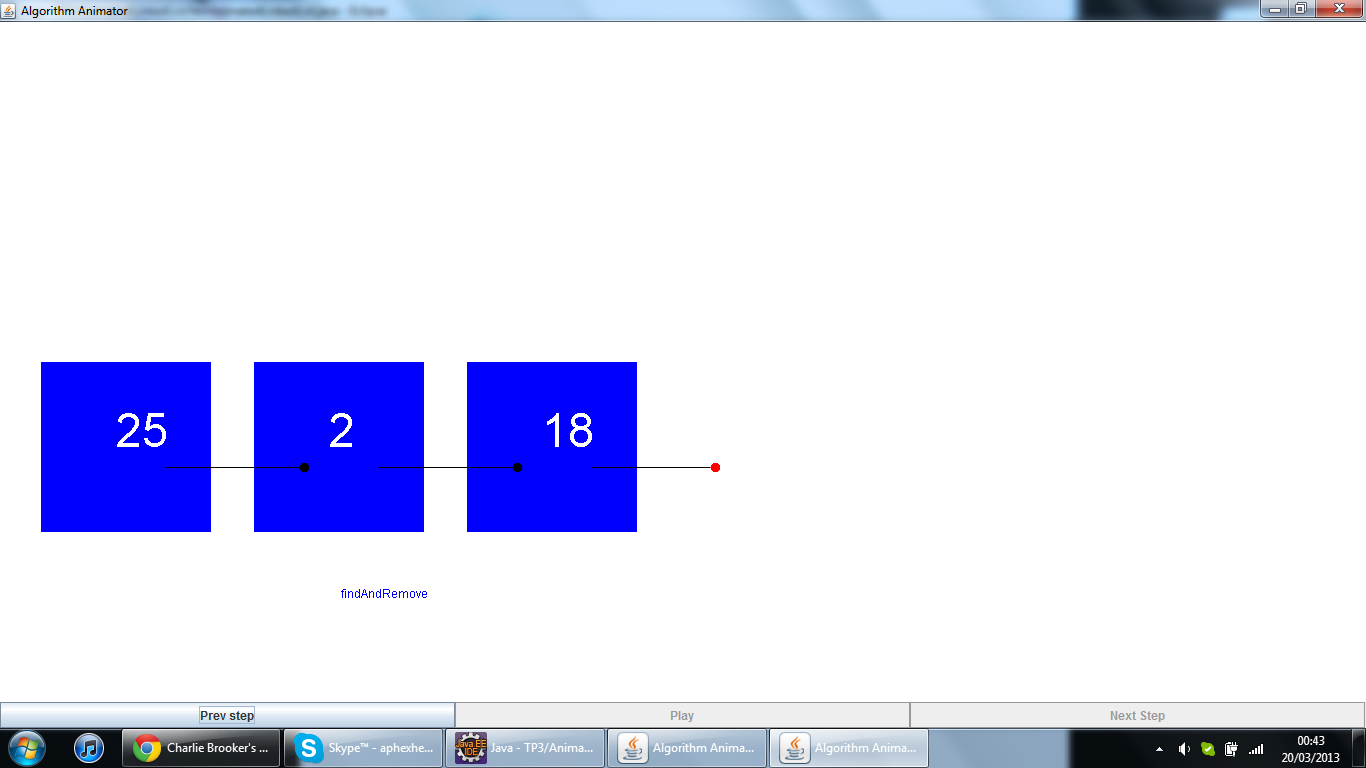 Algorithm Animator
25
2
18
findAndRemove
Prev step
Play
Next Step
Charlie Brooker's ...
Skype™ - aphexhe...
Java EE
IDE
Java - TP3/Anima...
Algorithm Anima...
Algorithm Anima...
00:43
20/03/2013